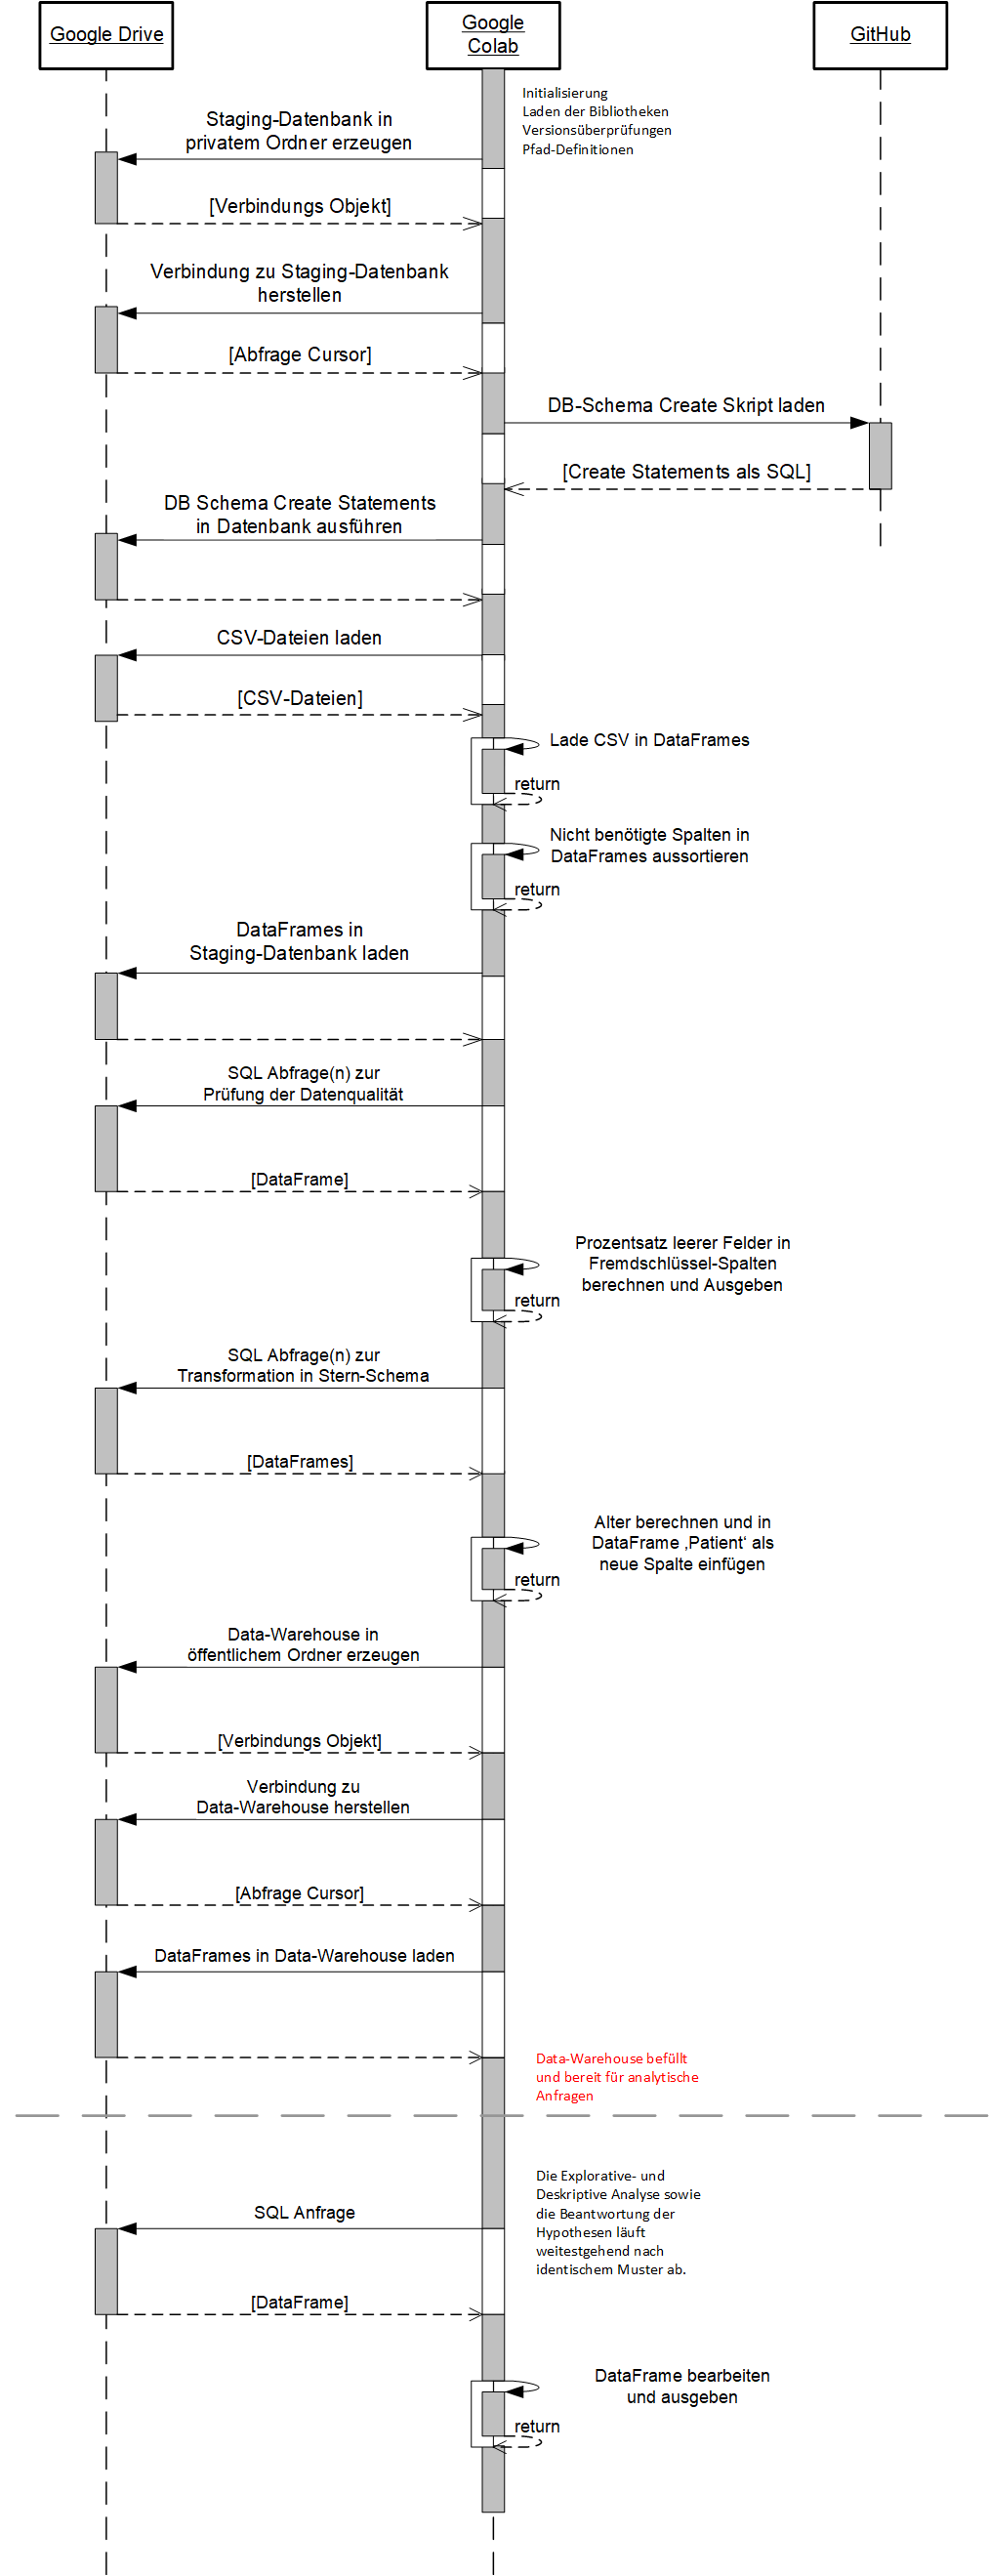 Google Drive
Google
Colab
GitHub
Initialisierung
Laden der Bibliotheken
Versionsüberprüfungen
Pfad-Definitionen
Staging-Datenbank in
privatem Ordner erzeugen
[Verbindungs Objekt]
Verbindung zu Staging-Datenbank
herstellen
[Abfrage Cursor]
DB-Schema Create Skript laden
[Create Statements als SQL]
DB Schema Create Statements
in Datenbank ausführen
CSV-Dateien laden
[CSV-Dateien]
Lade CSV in DataFrames
return
Nicht benötigte Spalten in
DataFrames aussortieren
return
DataFrames in
Staging-Datenbank laden
SQL Abfrage(n) zur
Prüfung der Datenqualität
[DataFrame]
Prozentsatz leerer Felder in
Fremdschlüssel-Spalten
berechnen und Ausgeben
return
SQL Abfrage(n) zur
Transformation in Stern-Schema
[DataFrames]
Alter berechnen und in
DataFrame ‚Patient‘ als
neue Spalte einfügen
return
Data-Warehouse in
öffentlichem Ordner erzeugen
[Verbindungs Objekt]
Verbindung zu
Data-Warehouse herstellen
[Abfrage Cursor]
DataFrames in Data-Warehouse laden
Data-Warehouse befüllt
und bereit für analytische
Anfragen
Die Explorative- und
Deskriptive Analyse sowie
die Beantwortung der
Hypothesen läuft
weitestgehend nach
identischem Muster ab.
SQL Anfrage
[DataFrame]
DataFrame bearbeiten
und ausgeben
return